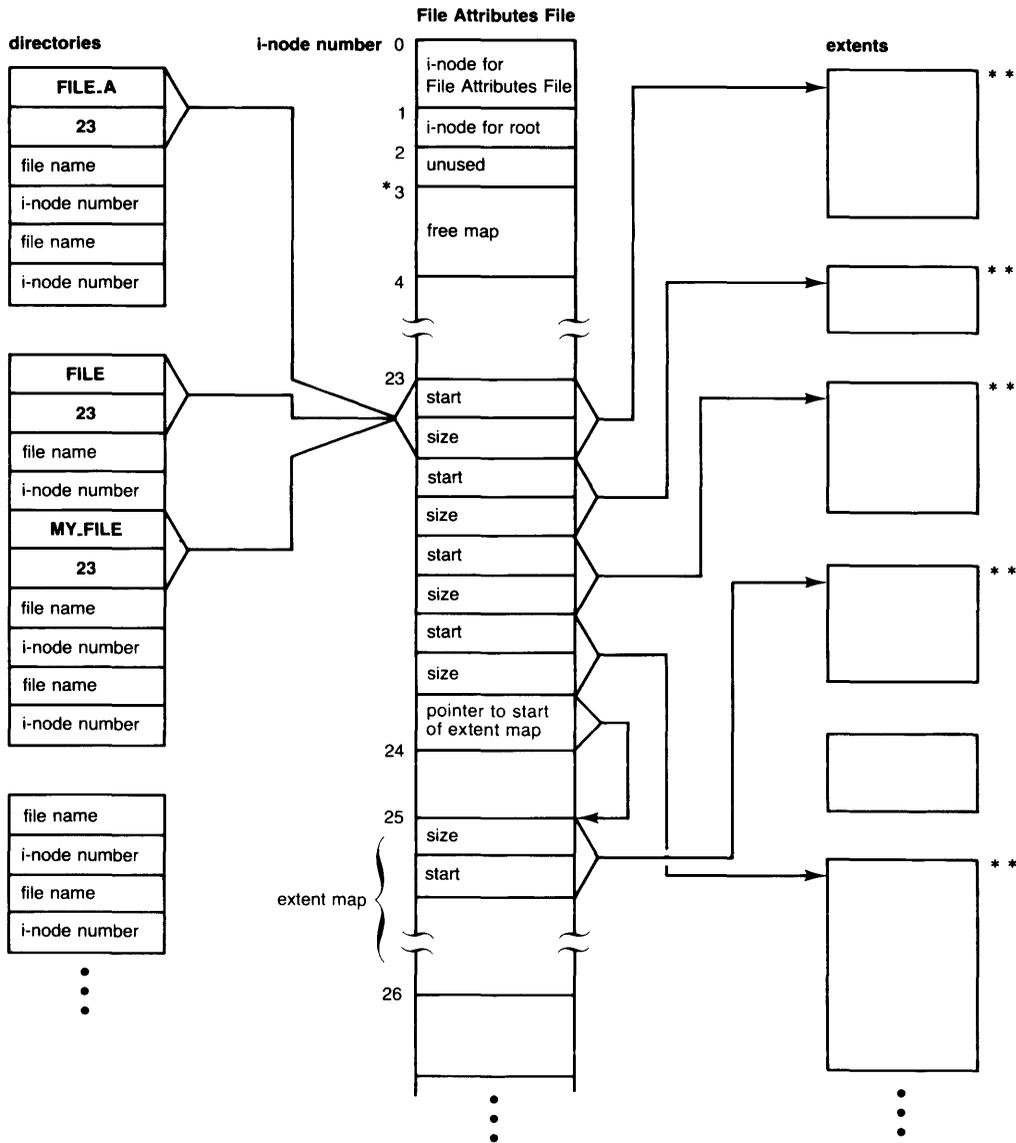 File Attributes File
directories
i-node number 0
extents
FILE_A
23
file name
i-node number
file name
i-node number
FILE
23
file name
i-node number
MY_FILE
23
file name
i-node number
file name
i-node number
file name
i-node number
file name
i-node number
i-node for
File Attributes File
1
i-node for root
2
unused
*3
free map
4
23
start
size
start
size
start
size
start
size
pointer to start
of extent map
24
25
size
start
extent map
26
* *
* *
* *
* *
* *